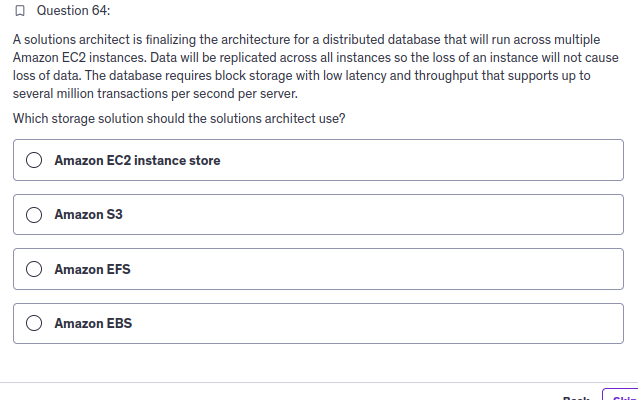 Question 64:
A solutions architect is finalizing the architecture for a distributed database that will run across multiple
Amazon EC2 instances. Data will be replicated across all instances so the loss of an instance will not cause
loss of data. The database requires block storage with low latency and throughput that supports up to
several million transactions per second per server.
Which storage solution should the solutions architect use?
Amazon EC2 instance store
Amazon S3
Amazon EFS
Amazon EBS